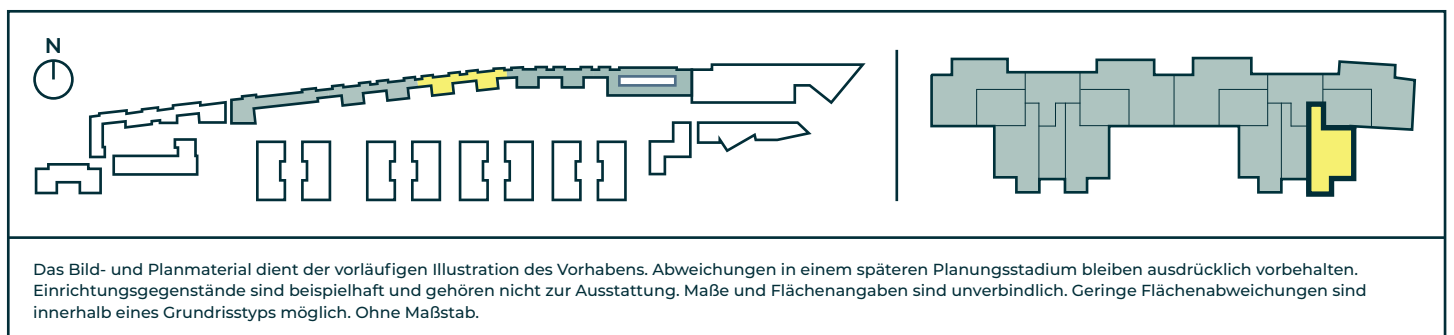 N
Das Bild- und Planmaterial dient der vorläufigen Illustration des Vorhabens. Abweichungen in einem späteren Planungsstadium bleiben ausdrücklich vorbehalten.
Einrichtungsgegenstände sind beispielhaft und gehören nicht zur Ausstattung. Maße und Flächenangaben sind unverbindlich. Geringe Flächenabweichungen sind
innerhalb eines Grundrisstyps möglich. Ohne Maßstab.